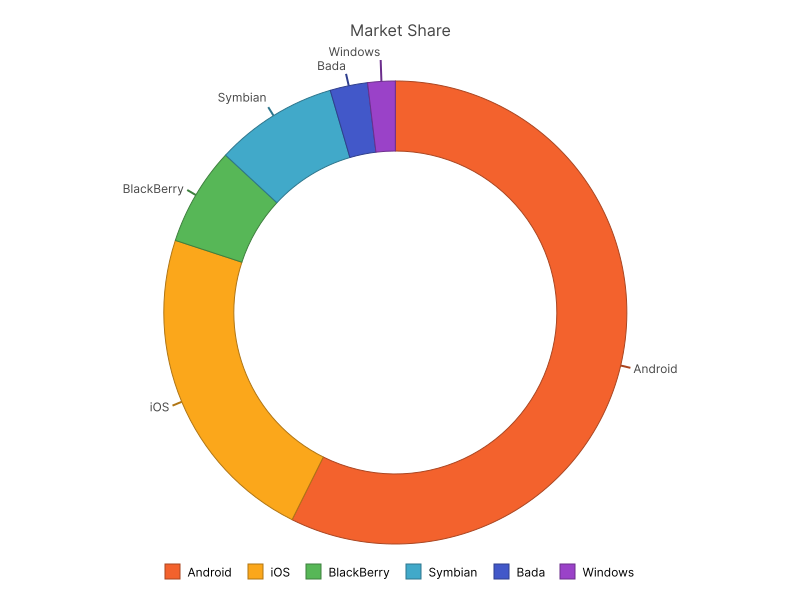 Market Share
Windows
Bada
Symbian
BlackBerry
Android
iOS
Android iOS BlackBerry Symbian Bada Windows